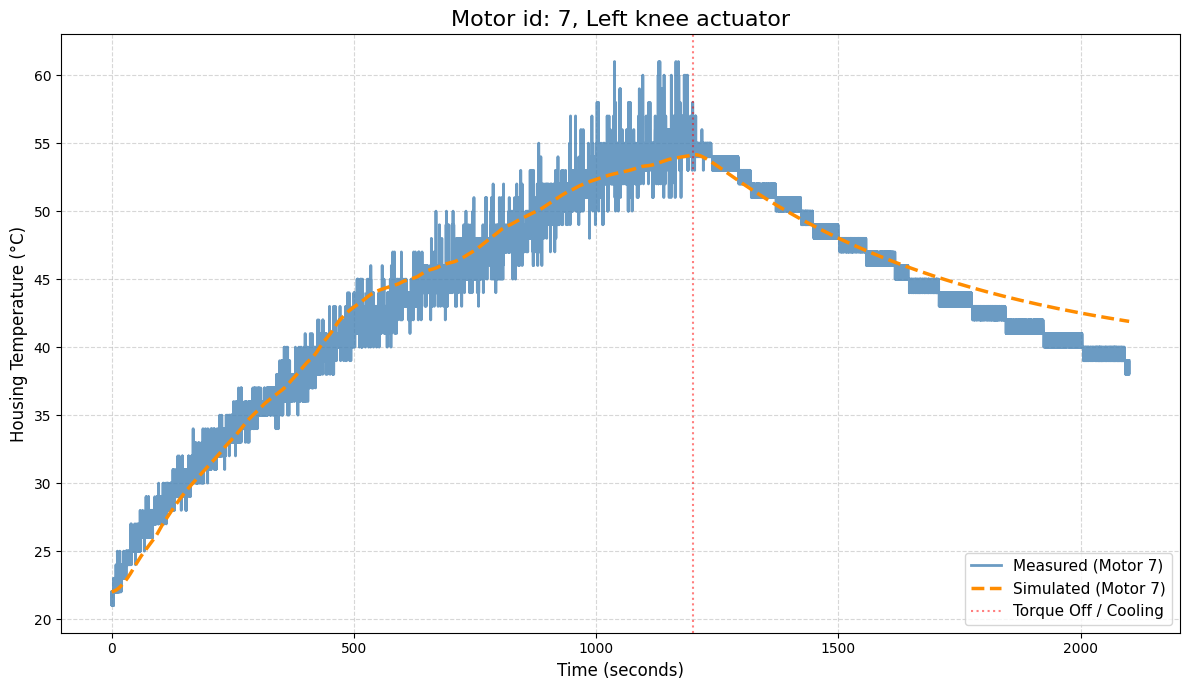 Motor id: 7, Left knee actuator
Housing Temperature (°C)
60
55
50
45
40
35
30
25
20
0
500
1000
1500
2000
Time (seconds)
Measured (Motor 7)
Simulated (Motor 7)
Torque Off / Cooling